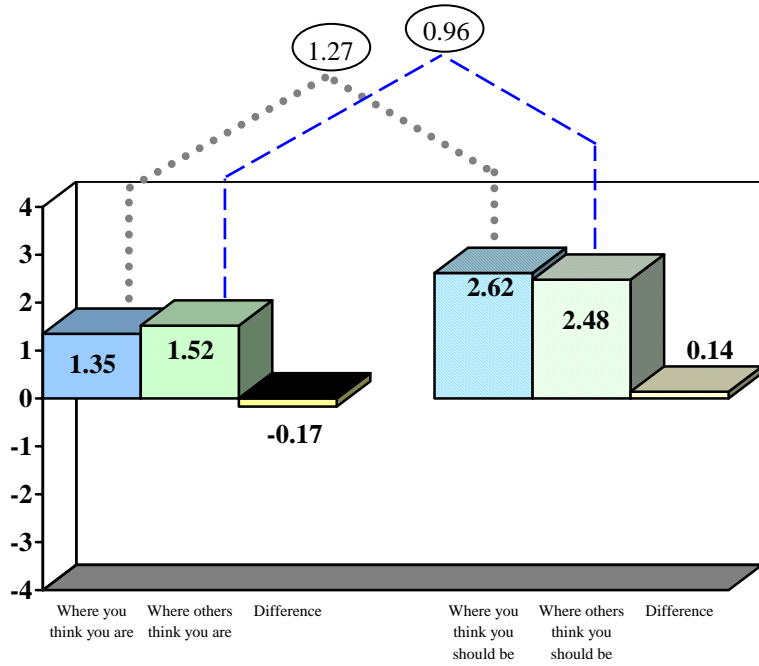 0.96
1.27
4
3
2
1
0
-1
-2
-3
-4
1.35
1.52
-0.17
2.62
2.48
0.14
Where you
think you are
Where others
think you are
Difference
Where you
think you
should be
Where others
think you
should be
Difference